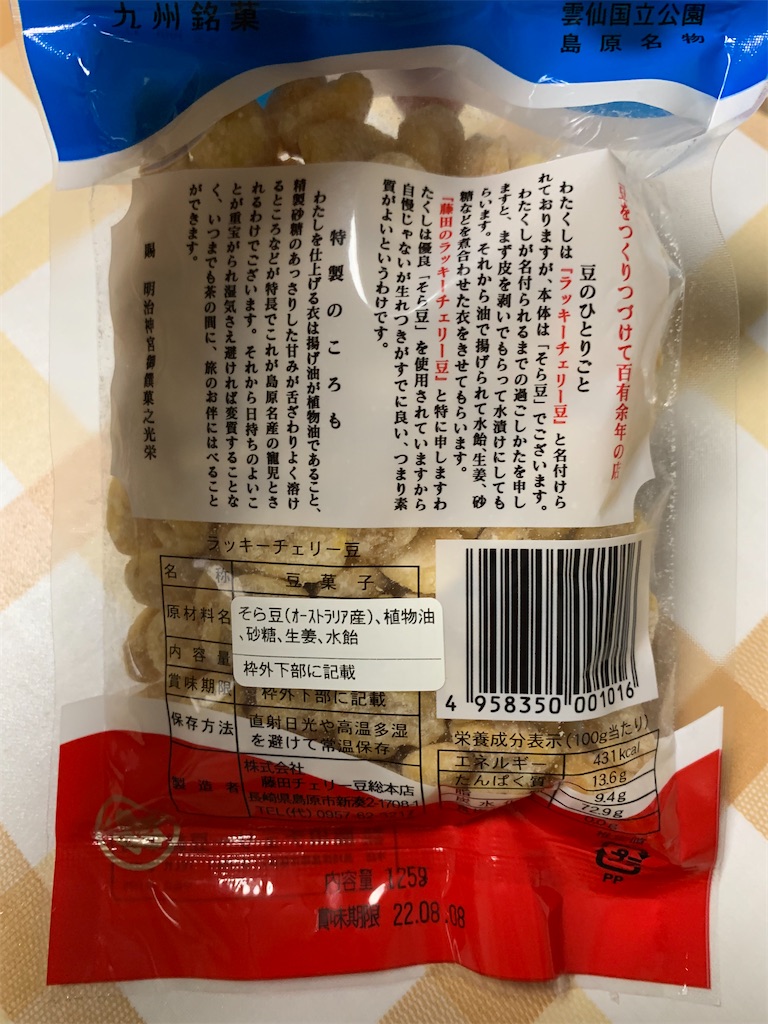 九州銘菓
雲仙国立公園
島原名物
豆をつくりつづけて百有余年の店
豆のひとりごと
わたくしは『ラッキーチェリー豆』と名付けら
れておりますが、本体は「そら豆」でございます。
わたくしが名付られるまでの過ごしかたを申し
ますと、まず皮を剥いでもらって水漬けにしても
らいます。それから油で揚げられて水飴、生姜、砂
糖などを煮合わせた衣をきせてもらいます。
『藤田のラッキーチェリー豆』と特に申しますわ
たくしは優良「そら豆」を使用されていますから
自慢じゃないが生れつきがすでに良い、つまり素
質がよいというわけです。
特製のころも
わたしを仕上げる衣は揚げ油が植物油であること、
精製砂糖のあっさりした甘みが舌ざわりよく溶け
るところなどが特長でこれが島原名産の寵児とさ
れるわけでございます。それから日持ちのよいこ
とが重宝がられ湿気さえ避ければ変質することな
く、いつまでも茶の間に、旅のお伴にはべること
ができます。
賜 明治神宮御饌菓之光栄
ラッキーチェリー豆
名称 豆菓子
原材料名 そら豆(オーストラリア産)、植物油
、砂糖、生姜、水飴
内容量 枠外下部に記載
賞味期限 枠外下部に記載
保存方法 直射日光や高温多湿
を避けて常温保存
製造者 株式会社
藤田チェリー豆総本店
長崎県島原市新湊2-1708-1
TEL(代)0957-62-
4 958350 001016
栄養成分表示(100g当たり)
エネルギー 431kcal
たんぱく質 13.6g
脂 9.4g
水 72.9g
プラ
PP
内容量 125g
賞味期限 22.08.08